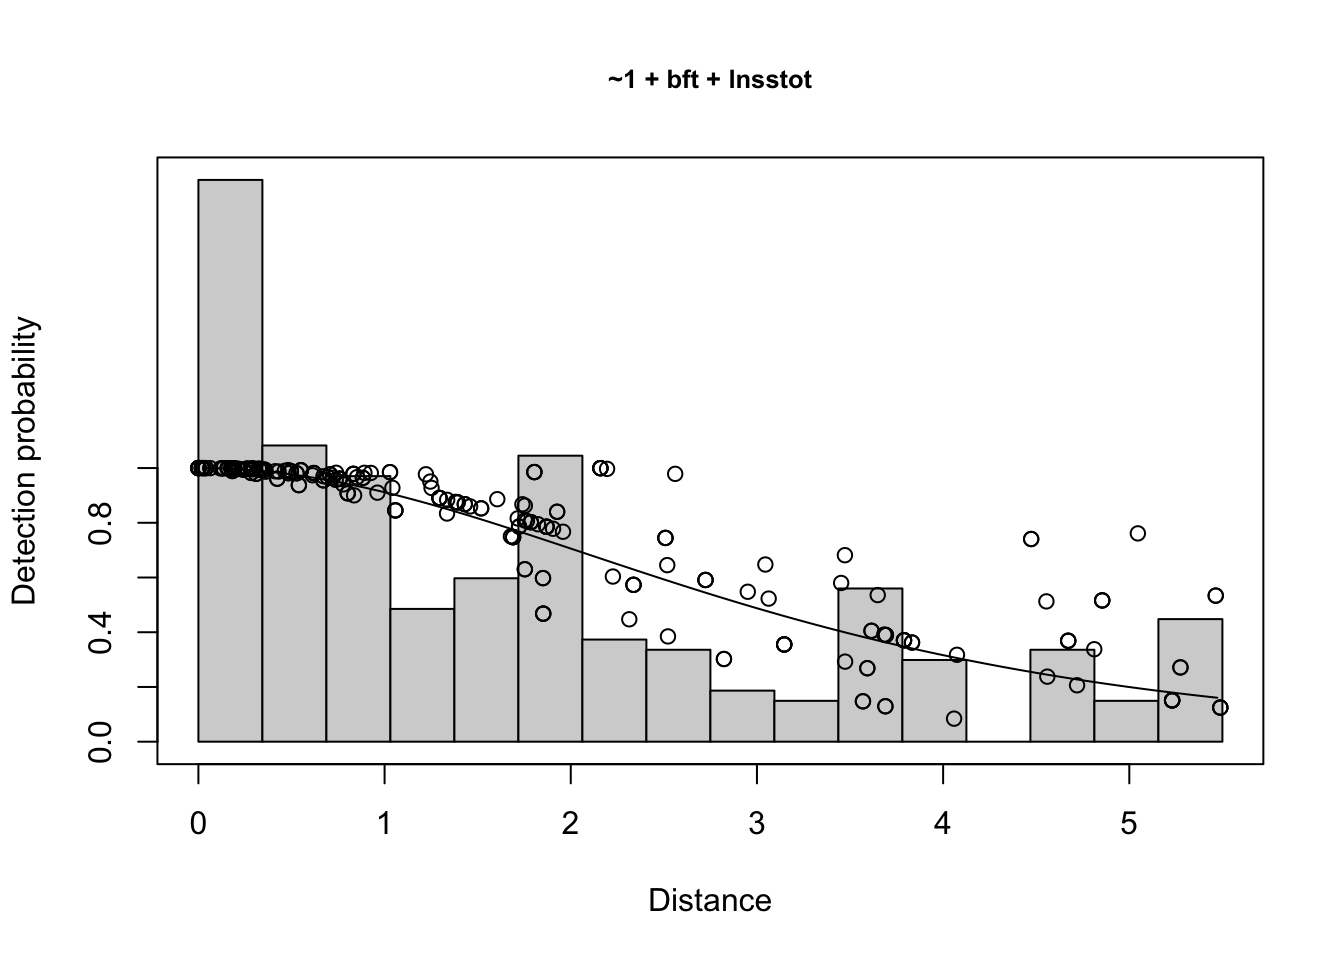 ~1 + bft + lnsstot
Detection probability
0.8
0.4
0.0
0 1 2 3 4 5
Distance